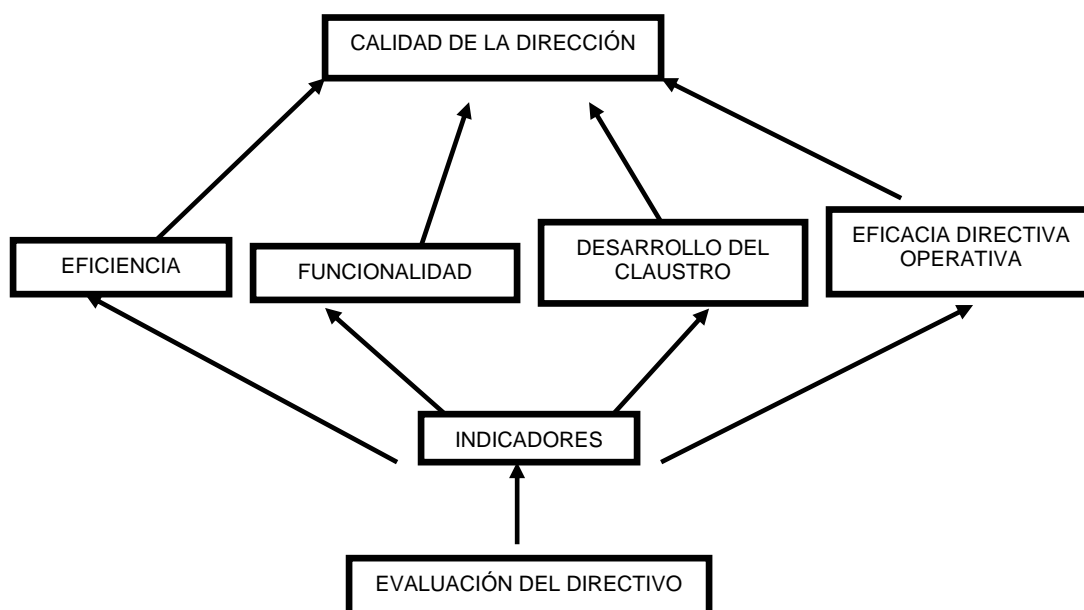 CALIDAD DE LA DIRECCIÓN
EFICIENCIA
FUNCIONALIDAD
DESARROLLO DEL
CLAUSTRO
EFICACIA DIRECTIVA
OPERATIVA
INDICADORES
EVALUACIÓN DEL DIRECTIVO